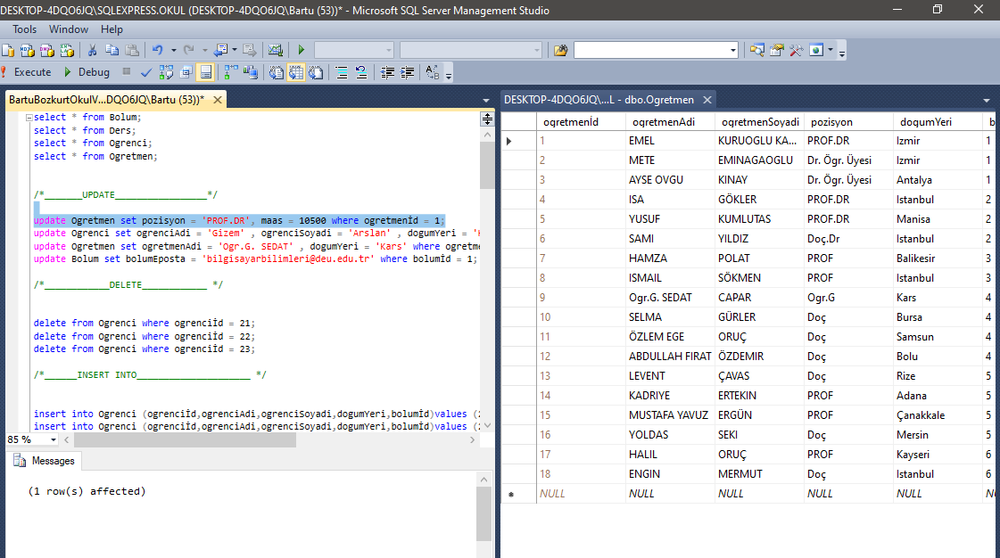 DESKTOP-4DQO6JQ\SQLEXPRESS.OKUL (DESKTOP-4DQO6JQ\Bartu (53))* - Microsoft SQL Server Management Studio
Tools Window Help
Execute Debug
BartuBozkurtOkulV...DQO6JQ\Bartu (53))*
select * from Bolum;
select * from Ders;
select * from Ogrenci;
select * from Ogretmen;
/*_______UPDATE_________________*/
update Ogretmen set pozisyon = 'PROF.DR', maas = 10500 where ogretmenİd = 1;
update Ogrenci set ogrenciAdi = 'Gizem' , ogrenciSoyadi = 'Arslan' , dogumYeri =
update Ogretmen set ogretmenAdi = 'Ogr.G. SEDAT' , dogumYeri = 'Kars' where ogretme
update Bolum set bolumEposta = 'bilgisayarbilimleri@deu.edu.tr' where bolumİd = 1;
/*____________DELETE____________ */
delete from Ogrenci where ogrenciİd = 21;
delete from Ogrenci where ogrenciİd = 22;
delete from Ogrenci where ogrenciİd = 23;
/*______INSERT INTO_____________________ */
insert into Ogrenci (ogrenciİd,ogrenciAdi,ogrenciSoyadi,dogumYeri,bolumİd)values (
insert into Ogrenci (ogrenciİd,ogrenciAdi,ogrenciSoyadi,dogumYeri,bolumİd)values (
85 %
Messages
(1 row(s) affected)
DESKTOP-4DQO6JQ\....L - dbo.Ogretmen
ogretmenİd ogretmenAdi ogretmenSoyadi pozisyon dogumYeri b
1 EMEL KURUOGLU KA... PROF.DR Izmir 1
2 METE EMINAGAOGLU Dr. Ögr. Üyesi Izmir 1
3 AYSE OVGU KINAY Dr. Ögr. Üyesi Antalya 1
4 ISA GÖKLER PROF.DR Istanbul 2
5 YUSUF KUMLUTAS PROF.DR Manisa 2
6 SAMI YILDIZ Doç.Dr Istanbul 2
7 HAMZA POLAT PROF Balikesir 3
8 ISMAIL SÖKMEN PROF Istanbul 3
9 Ogr.G. SEDAT CAPAR Ogr.G Kars 4
10 SELMA GÜRLER Doç Bursa 4
11 ÖZLEM EGE ORUÇ Doç Samsun 4
12 ABDULLAH FIRAT ÖZDEMIR Doç Bolu 4
13 LEVENT ÇAVAS Doç Rize 5
14 KADRIYE ERTEKIN PROF Adana 5
15 MUSTAFA YAVUZ ERGÜN PROF Çanakkale 5
16 YOLDAS SEKI Doç Mersin 5
17 HALIL ORUÇ PROF Kayseri 6
18 ENGIN MERMUT Doç Istanbul 6
NULL NULL NULL NULL NULL